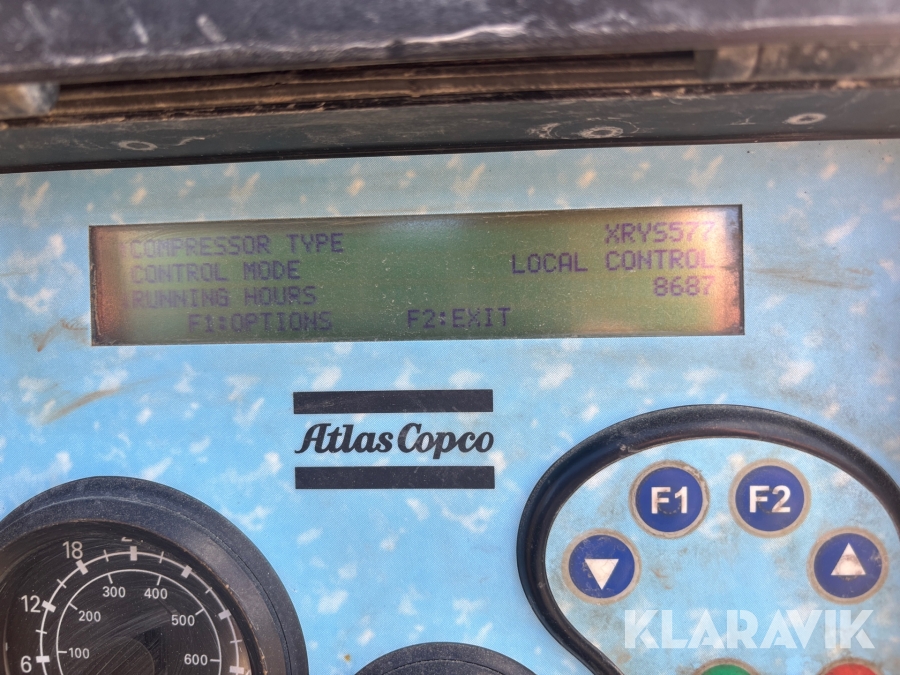 COMPRESSOR TYPE XRYS577
CONTROL MODE LOCAL CONTROL
RUNNING HOURS 8687
F1:OPTIONS F2:EXIT
Atlas Copco
F1 F2
18
12
6
100
200
300
400
500
600
KLARAVIK